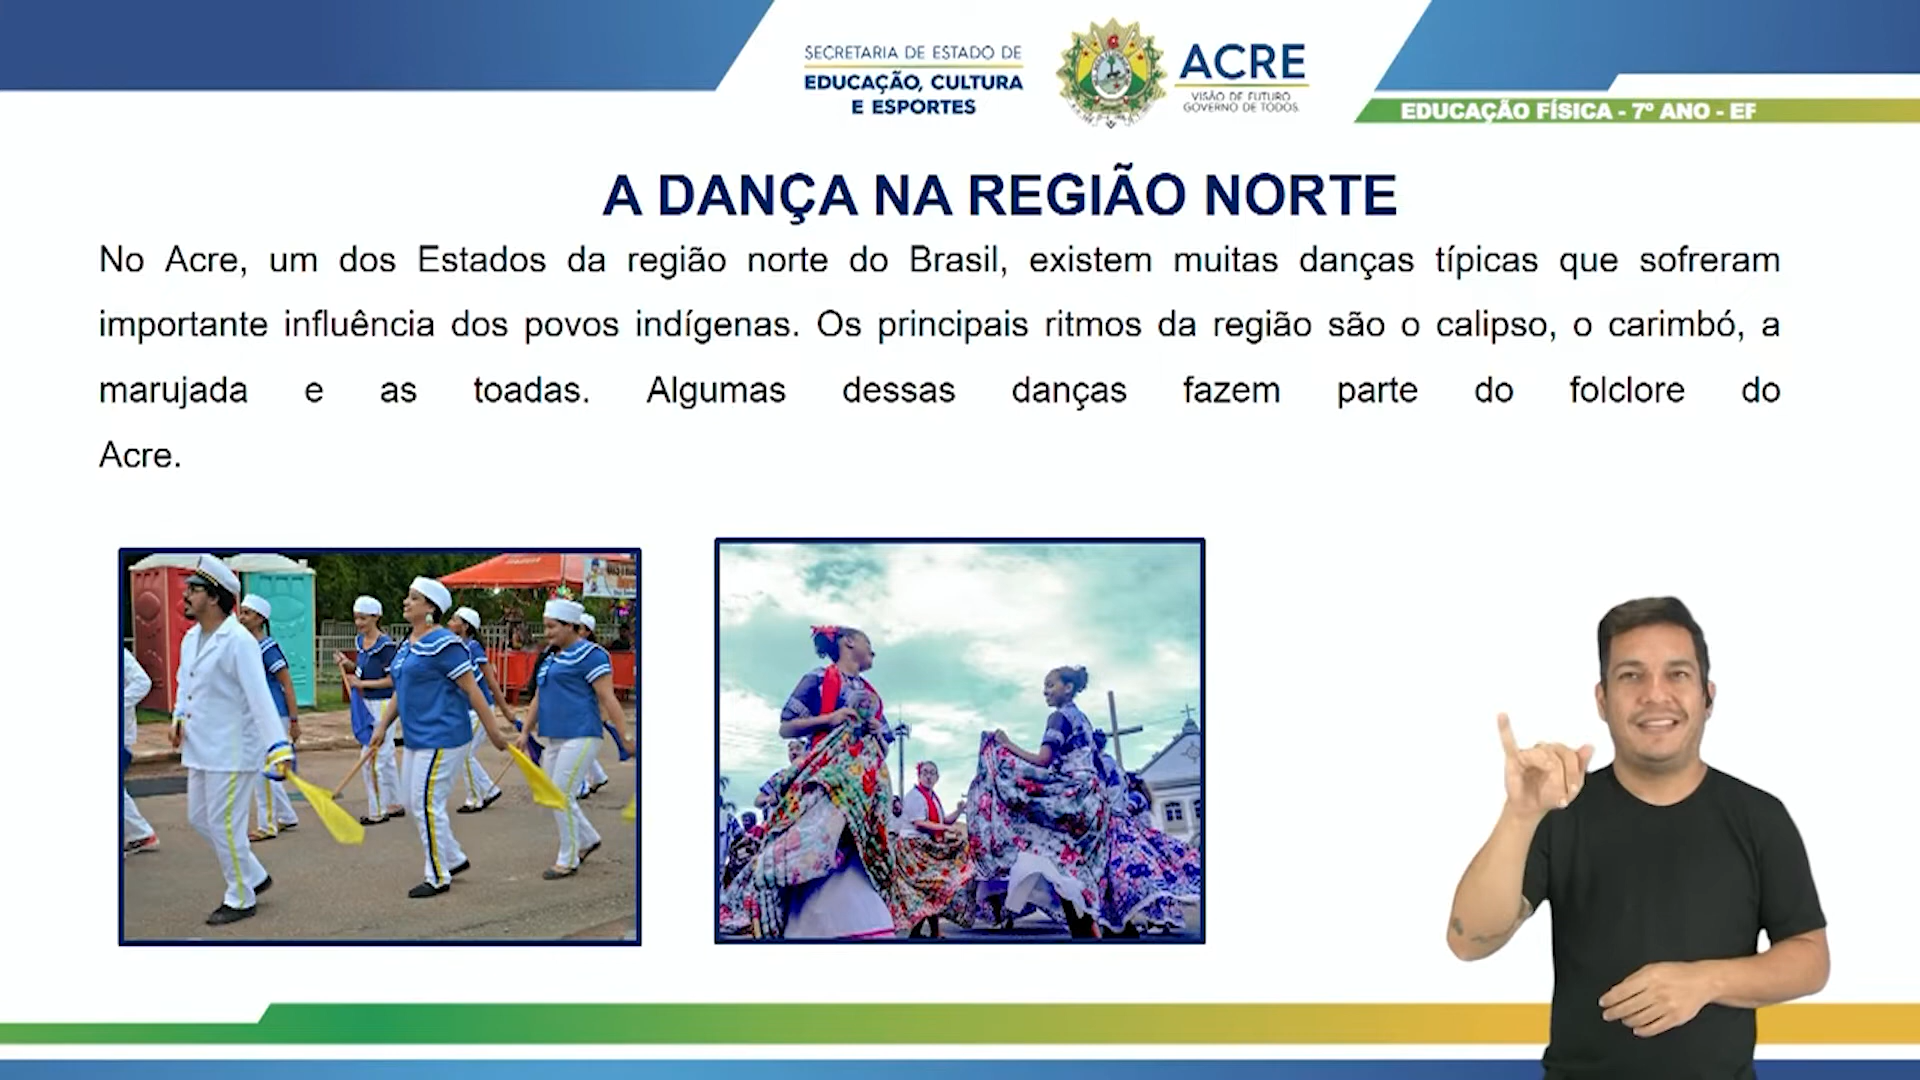 SECRETARIA DE ESTADO DE
EDUCAÇÃO, CULTURA
E ESPORTES
ACRE
VISÃO DE FUTURO
GOVERNO DE TODOS.
EDUCAÇÃO FÍSICA - 7º ANO - EF
A DANÇA NA REGIÃO NORTE
No Acre, um dos Estados da região norte do Brasil, existem muitas danças típicas que sofreram
importante influência dos povos indígenas. Os principais ritmos da região são o calipso, o carimbó, a
marujada e as toadas. Algumas dessas danças fazem parte do folclore do
Acre.